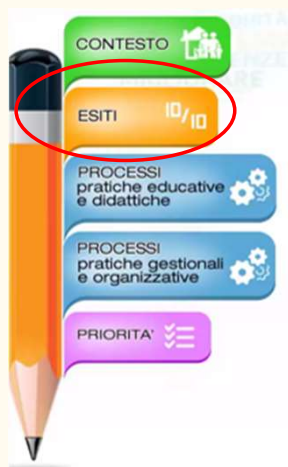 CONTESTO
ESITI 10/10
PROCESSI
pratiche educative
e didattiche
PROCESSI
pratiche gestionali
e organizzative
PRIORITA'